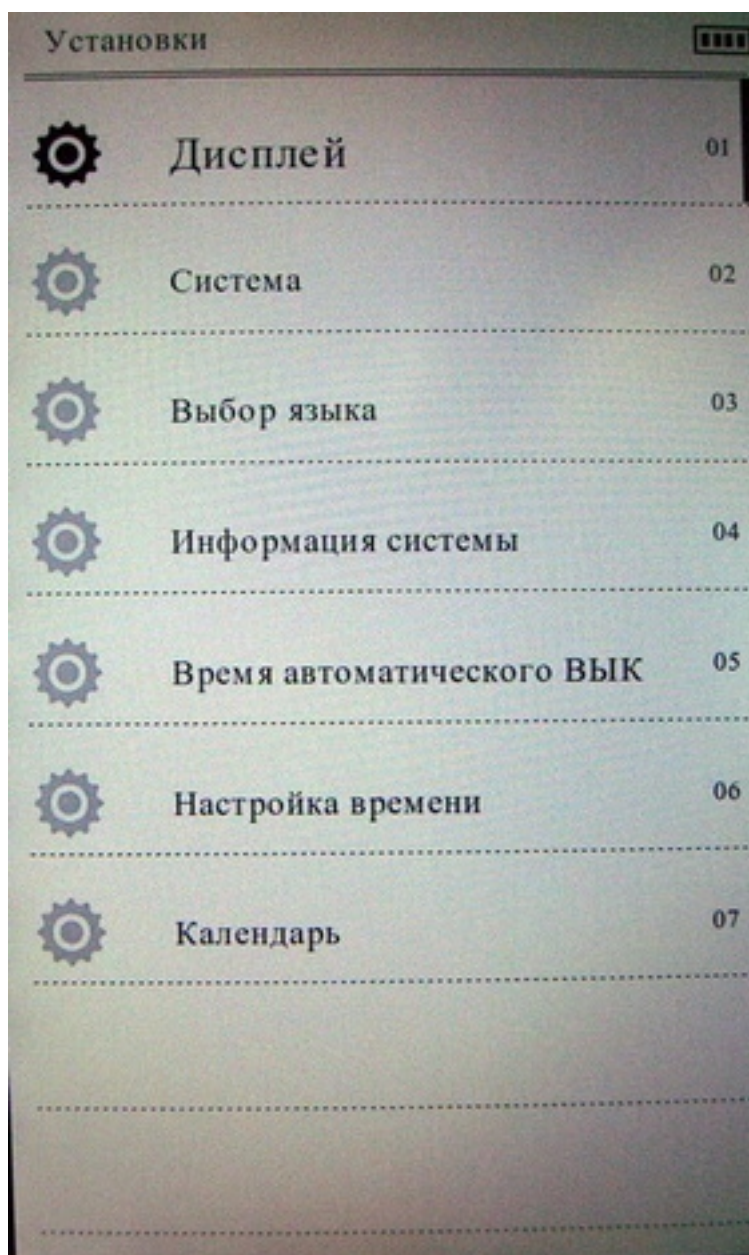 Установки
Дисплей 01
Система 02
Выбор языка 03
Информация системы 04
Время автоматического ВЫК 05
Настройка времени 06
Календарь 07